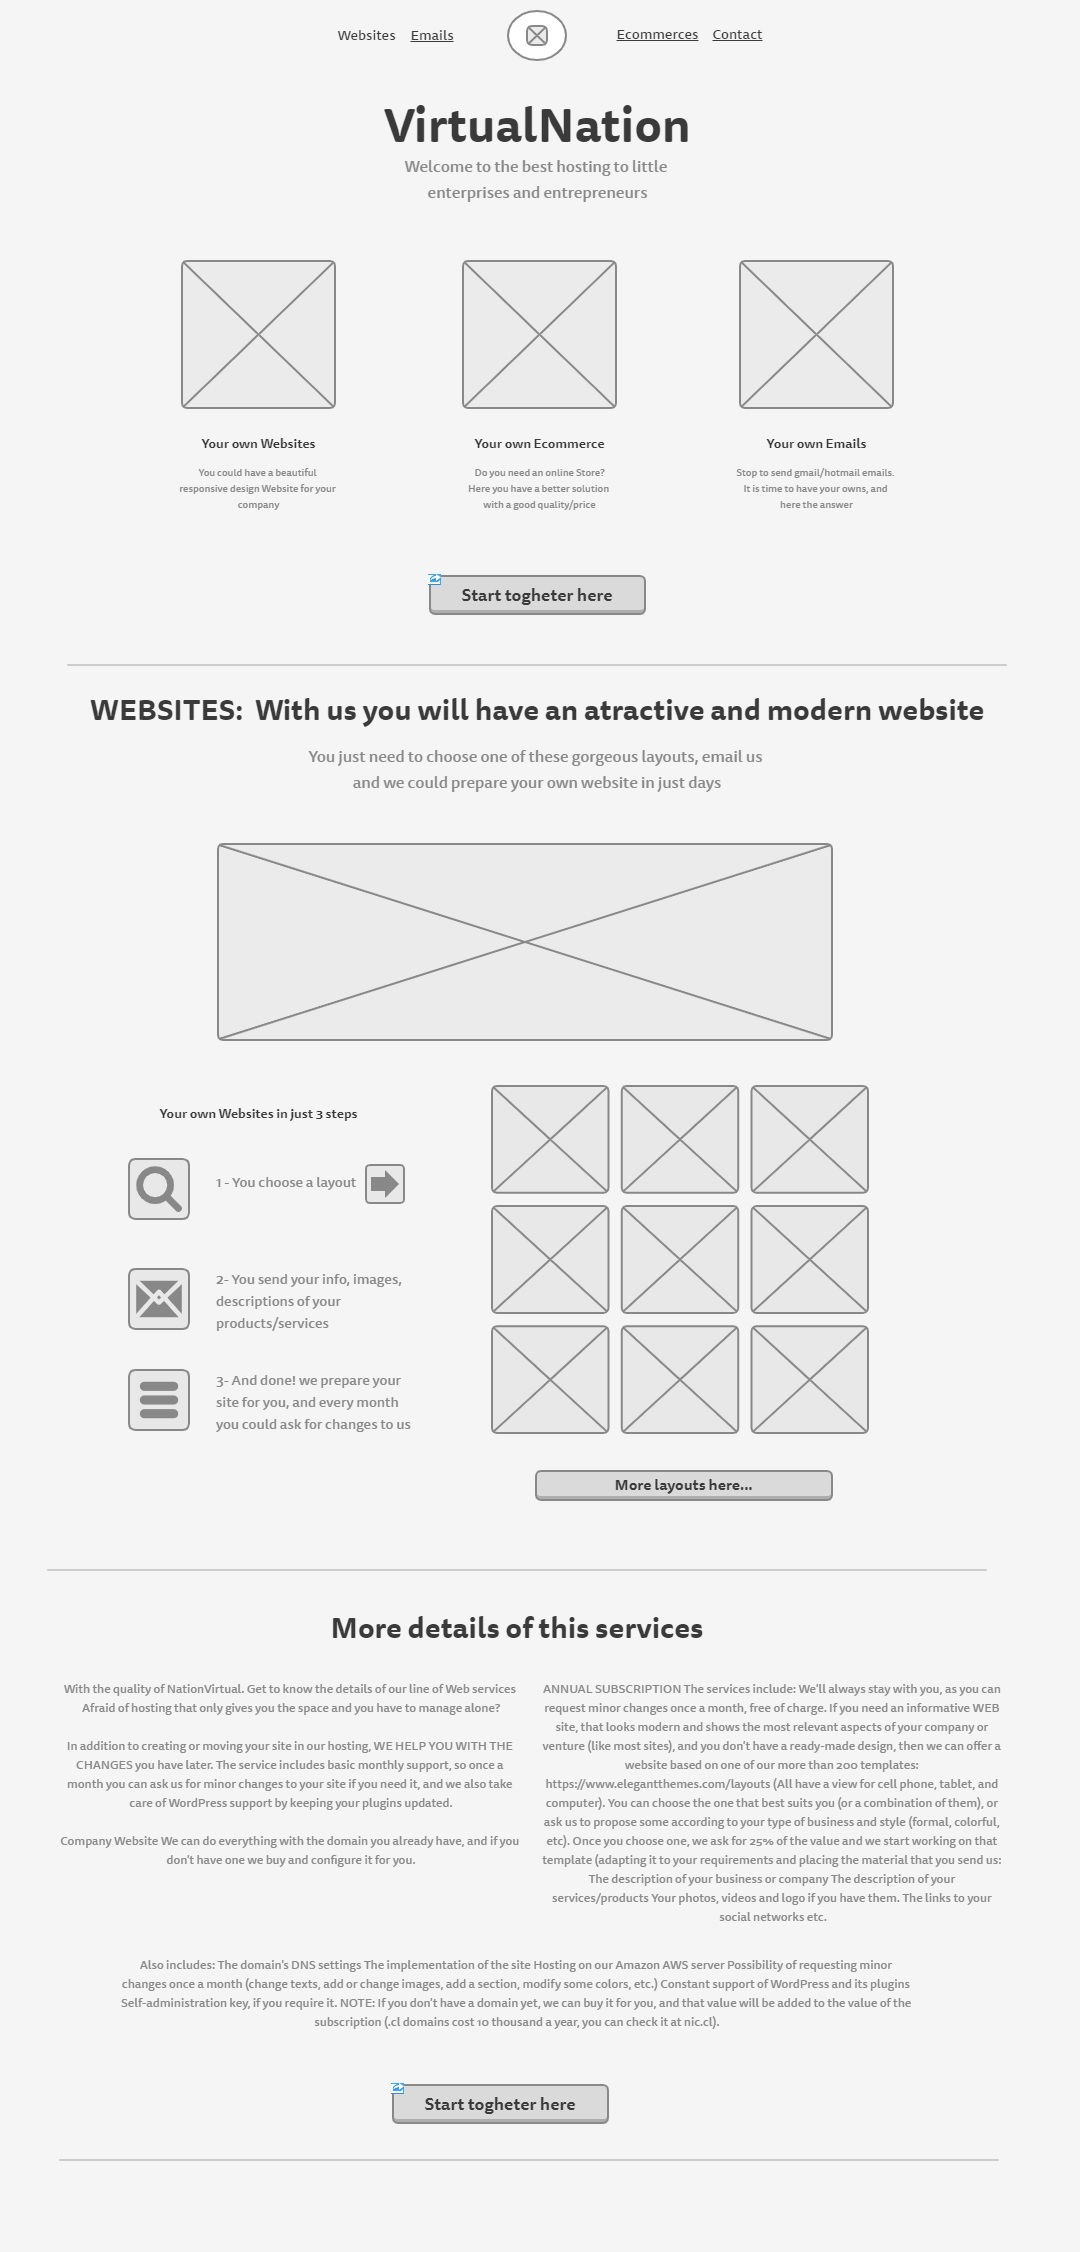 Websites Emails Ecommerces Contact
VirtualNation
Welcome to the best hosting to little
enterprises and entrepreneurs
Your own Websites
You could have a beautiful
responsive design Website for your
company
Your own Ecommerce
Do you need an online Store?
Here you have a better solution
with a good quality/price
Your own Emails
Stop to send gmail/hotmail emails.
It is time to have your owns, and
here the answer
Start togheter here
WEBSITES: With us you will have an atractive and modern website
You just need to choose one of these gorgeous layouts, email us
and we could prepare your own website in just days
Your own Websites in just 3 steps
1 - You choose a layout
2- You send your info, images,
descriptions of your
products/services
3- And done! we prepare your
site for you, and every month
you could ask for changes to us
More layouts here...
More details of this services
With the quality of NationVirtual. Get to know the details of our line of Web services
Afraid of hosting that only gives you the space and you have to manage alone?
In addition to creating or moving your site in our hosting, WE HELP YOU WITH THE
CHANGES you have later. The service includes basic monthly support, so once a
month you can ask us for minor changes to your site if you need it, and we also take
care of WordPress support by keeping your plugins updated.
Company Website We can do everything with the domain you already have, and if you
don't have one we buy and configure it for you.
ANNUAL SUBSCRIPTION The services include: We'll always stay with you, as you can
request minor changes once a month, free of charge. If you need an informative WEB
site, that looks modern and shows the most relevant aspects of your company or
venture (like most sites), and you don't have a ready-made design, then we can offer a
website based on one of our more than 200 templates:
https://www.elegantthemes.com/layouts (All have a view for cell phone, tablet, and
computer). You can choose the one that best suits you (or a combination of them), or
ask us to propose some according to your type of business and style (formal, colorful,
etc). Once you choose one, we ask for 25% of the value and we start working on that
template (adapting it to your requirements and placing the material that you send us:
The description of your business or company The description of your
services/products Your photos, videos and logo if you have them. The links to your
social networks etc.
Also includes: The domain's DNS settings The implementation of the site Hosting on our Amazon AWS server Possibility of requesting minor
changes once a month (change texts, add or change images, add a section, modify some colors, etc.) Constant support of WordPress and its plugins
Self-administration key, if you require it. NOTE: If you don't have a domain yet, we can buy it for you, and that value will be added to the value of the
subscription (.cl domains cost 10 thousand a year, you can check it at nic.cl).
Start togheter here